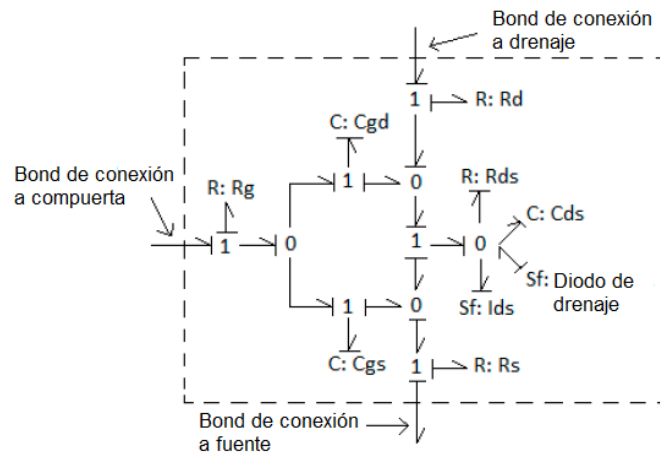 Bond de conexión
a drenaje
1
R: Rd
C: Cgd
Bond de conexión
a compuerta
R: Rg
1
0
R: Rds
C: Cds
1
0
1
0
Sf: Diodo de
drenaje
Sf: Ids
1
0
C: Cgs
1
R: Rs
Bond de conexión
a fuente